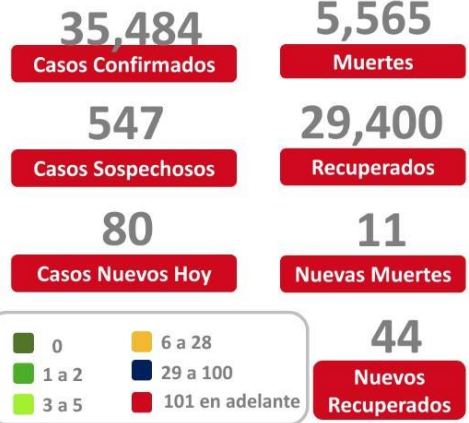 35,484
Casos Confirmados
5,565
Muertes
547
Casos Sospechosos
29,400
Recuperados
80
Casos Nuevos Hoy
11
Nuevas Muertes
0
1 a 2
3 a 5
6 a 28
29 a 100
101 en adelante
44
Nuevos
Recuperados